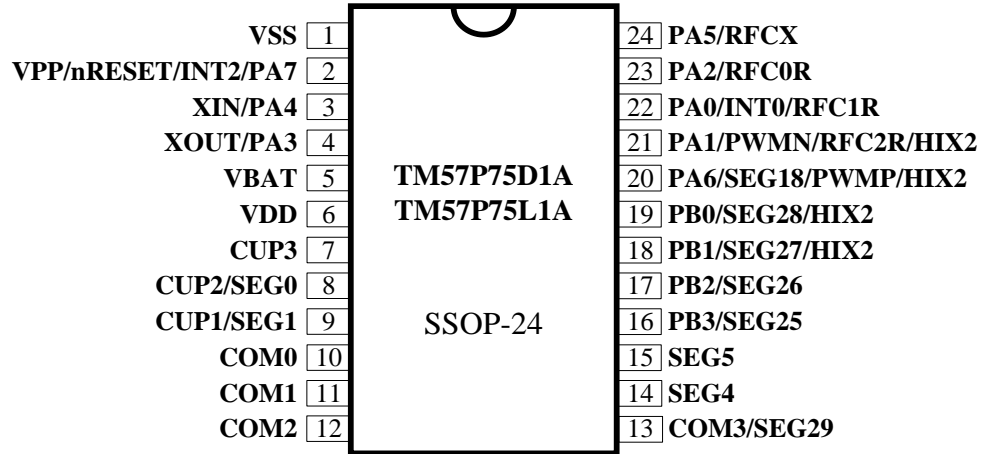 VSS 1 24 PA5/RFCX
VPP/nRESET/INT2/PA7 2 23 PA2/RFC0R
XIN/PA4 3 22 PA0/INT0/RFC1R
XOUT/PA3 4 21 PA1/PWMN/RFC2R/HIX2
VBAT 5 TM57P75D1A 20 PA6/SEG18/PWMP/HIX2
VDD 6 TM57P75L1A 19 PB0/SEG28/HIX2
CUP3 7 18 PB1/SEG27/HIX2
CUP2/SEG0 8 17 PB2/SEG26
CUP1/SEG1 9 SSOP-24 16 PB3/SEG25
COM0 10 15 SEG5
COM1 11 14 SEG4
COM2 12 13 COM3/SEG29